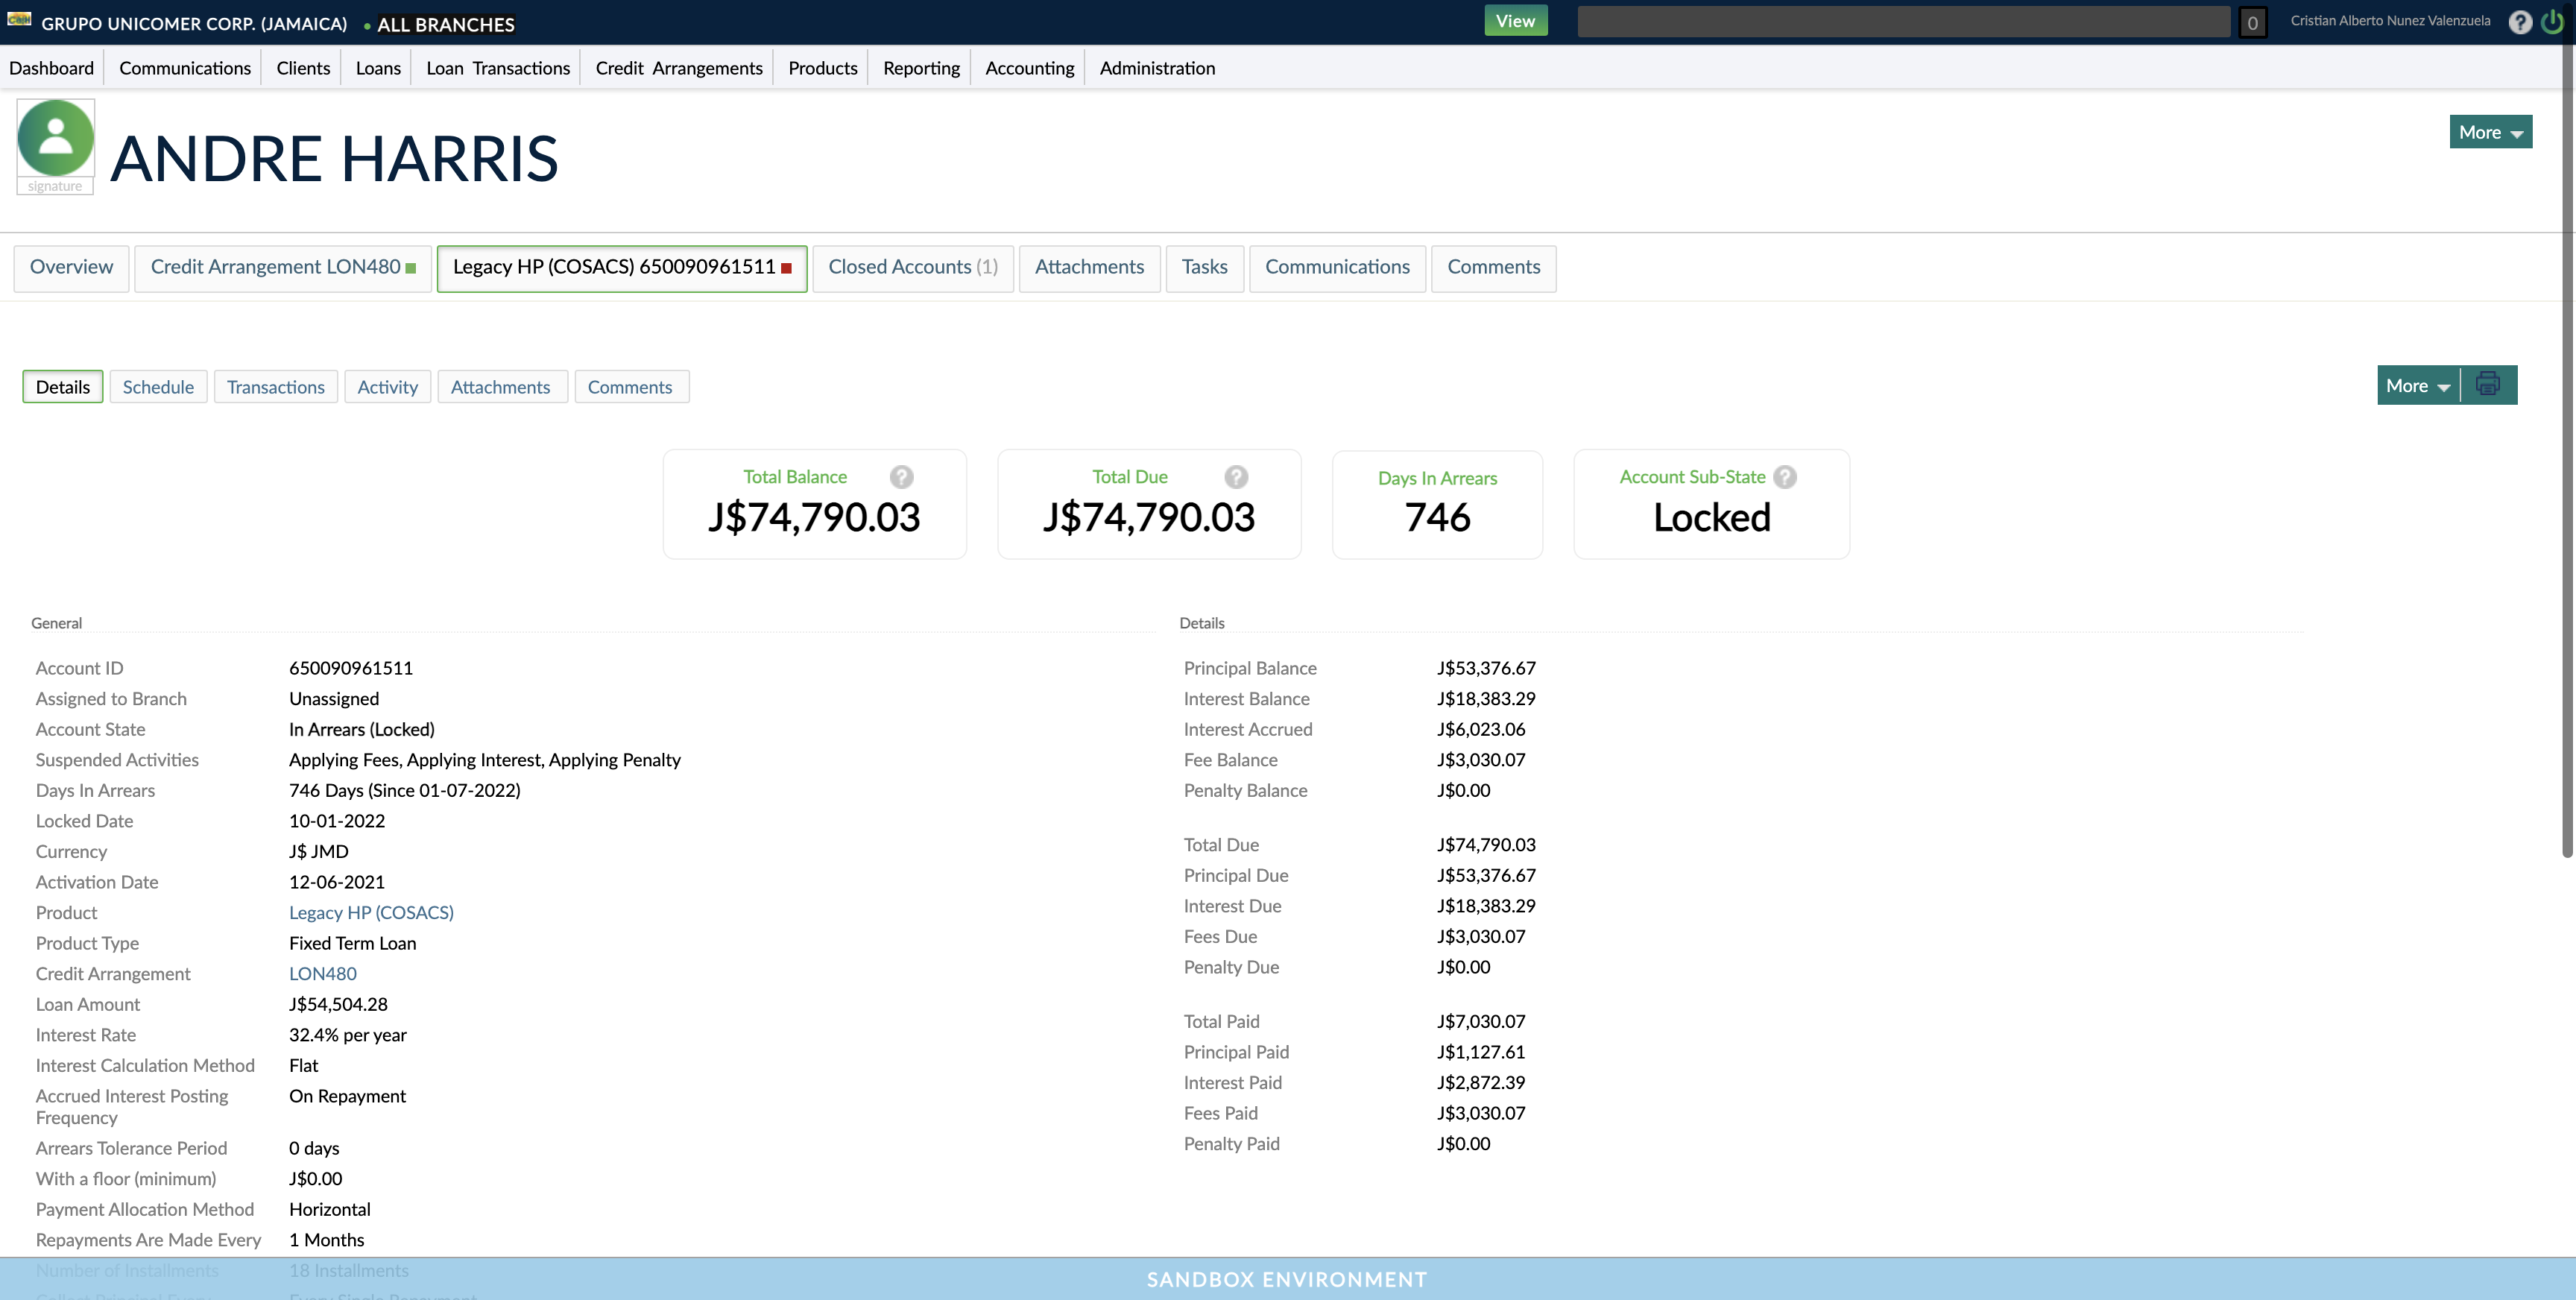 GRUPO UNICOMER CORP. (JAMAICA) • ALL BRANCHES View 0 Cristian Alberto Nunez Valenzuela ?
Dashboard Communications Clients Loans Loan Transactions Credit Arrangements Products Reporting Accounting Administration
ANDRE HARRIS
signature
More
Overview Credit Arrangement LON480 Legacy HP (COSACS) 650090961511 Closed Accounts (1) Attachments Tasks Communications Comments
Details Schedule Transactions Activity Attachments Comments More
Total Balance ? Total Due ? Days In Arrears Account Sub-State ?
J$74,790.03 J$74,790.03 746 Locked
General
Account ID 650090961511
Assigned to Branch Unassigned
Account State In Arrears (Locked)
Suspended Activities Applying Fees, Applying Interest, Applying Penalty
Days In Arrears 746 Days (Since 01-07-2022)
Locked Date 10-01-2022
Currency J$ JMD
Activation Date 12-06-2021
Product Legacy HP (COSACS)
Product Type Fixed Term Loan
Credit Arrangement LON480
Loan Amount J$54,504.28
Interest Rate 32.4% per year
Interest Calculation Method Flat
Accrued Interest Posting Frequency On Repayment
Arrears Tolerance Period 0 days
With a floor (minimum) J$0.00
Payment Allocation Method Horizontal
Repayments Are Made Every 1 Months
Number of Installments 18 Installments
Collect Principal Every Every Single Repayment
Details
Principal Balance J$53,376.67
Interest Balance J$18,383.29
Interest Accrued J$6,023.06
Fee Balance J$3,030.07
Penalty Balance J$0.00
Total Due J$74,790.03
Principal Due J$53,376.67
Interest Due J$18,383.29
Fees Due J$3,030.07
Penalty Due J$0.00
Total Paid J$7,030.07
Principal Paid J$1,127.61
Interest Paid J$2,872.39
Fees Paid J$3,030.07
Penalty Paid J$0.00
SANDBOX ENVIRONMENT